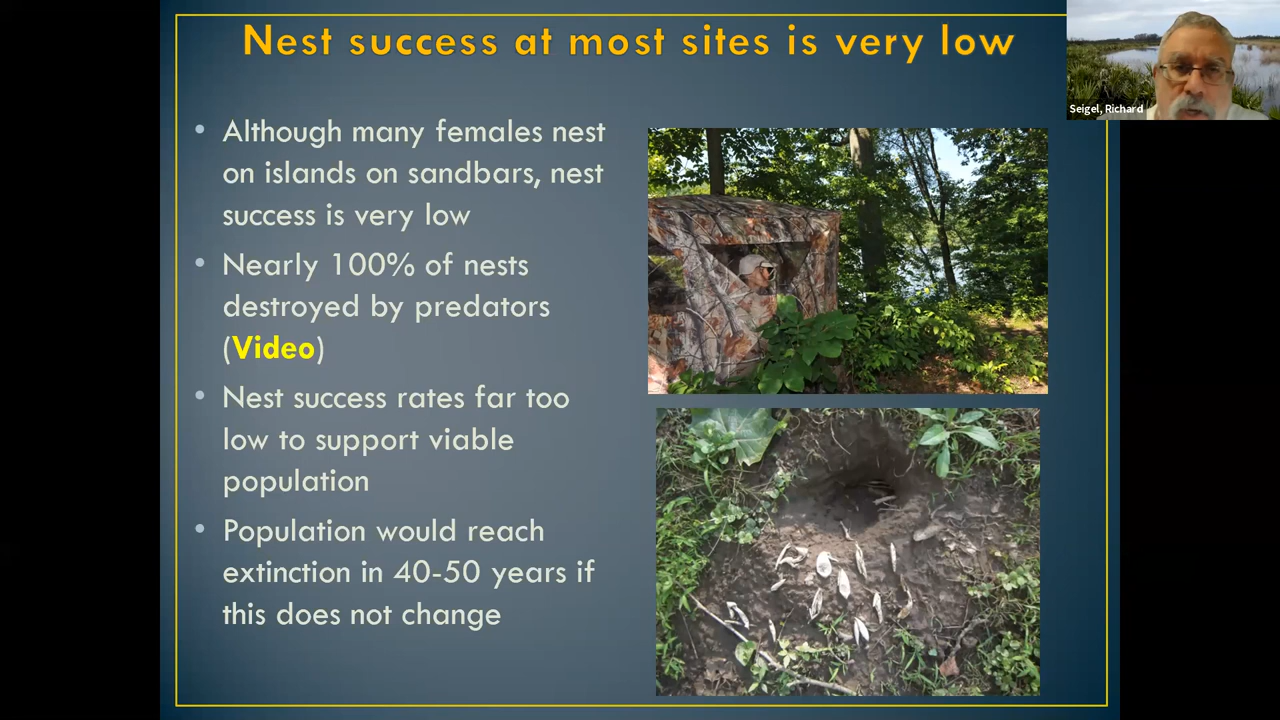 Nest success at most sites is very low
Seigel, Richard
• Although many females nest
on islands on sandbars, nest
success is very low
• Nearly 100% of nests
destroyed by predators
(Video)
• Nest success rates far too
low to support viable
population
• Population would reach
extinction in 40-50 years if
this does not change